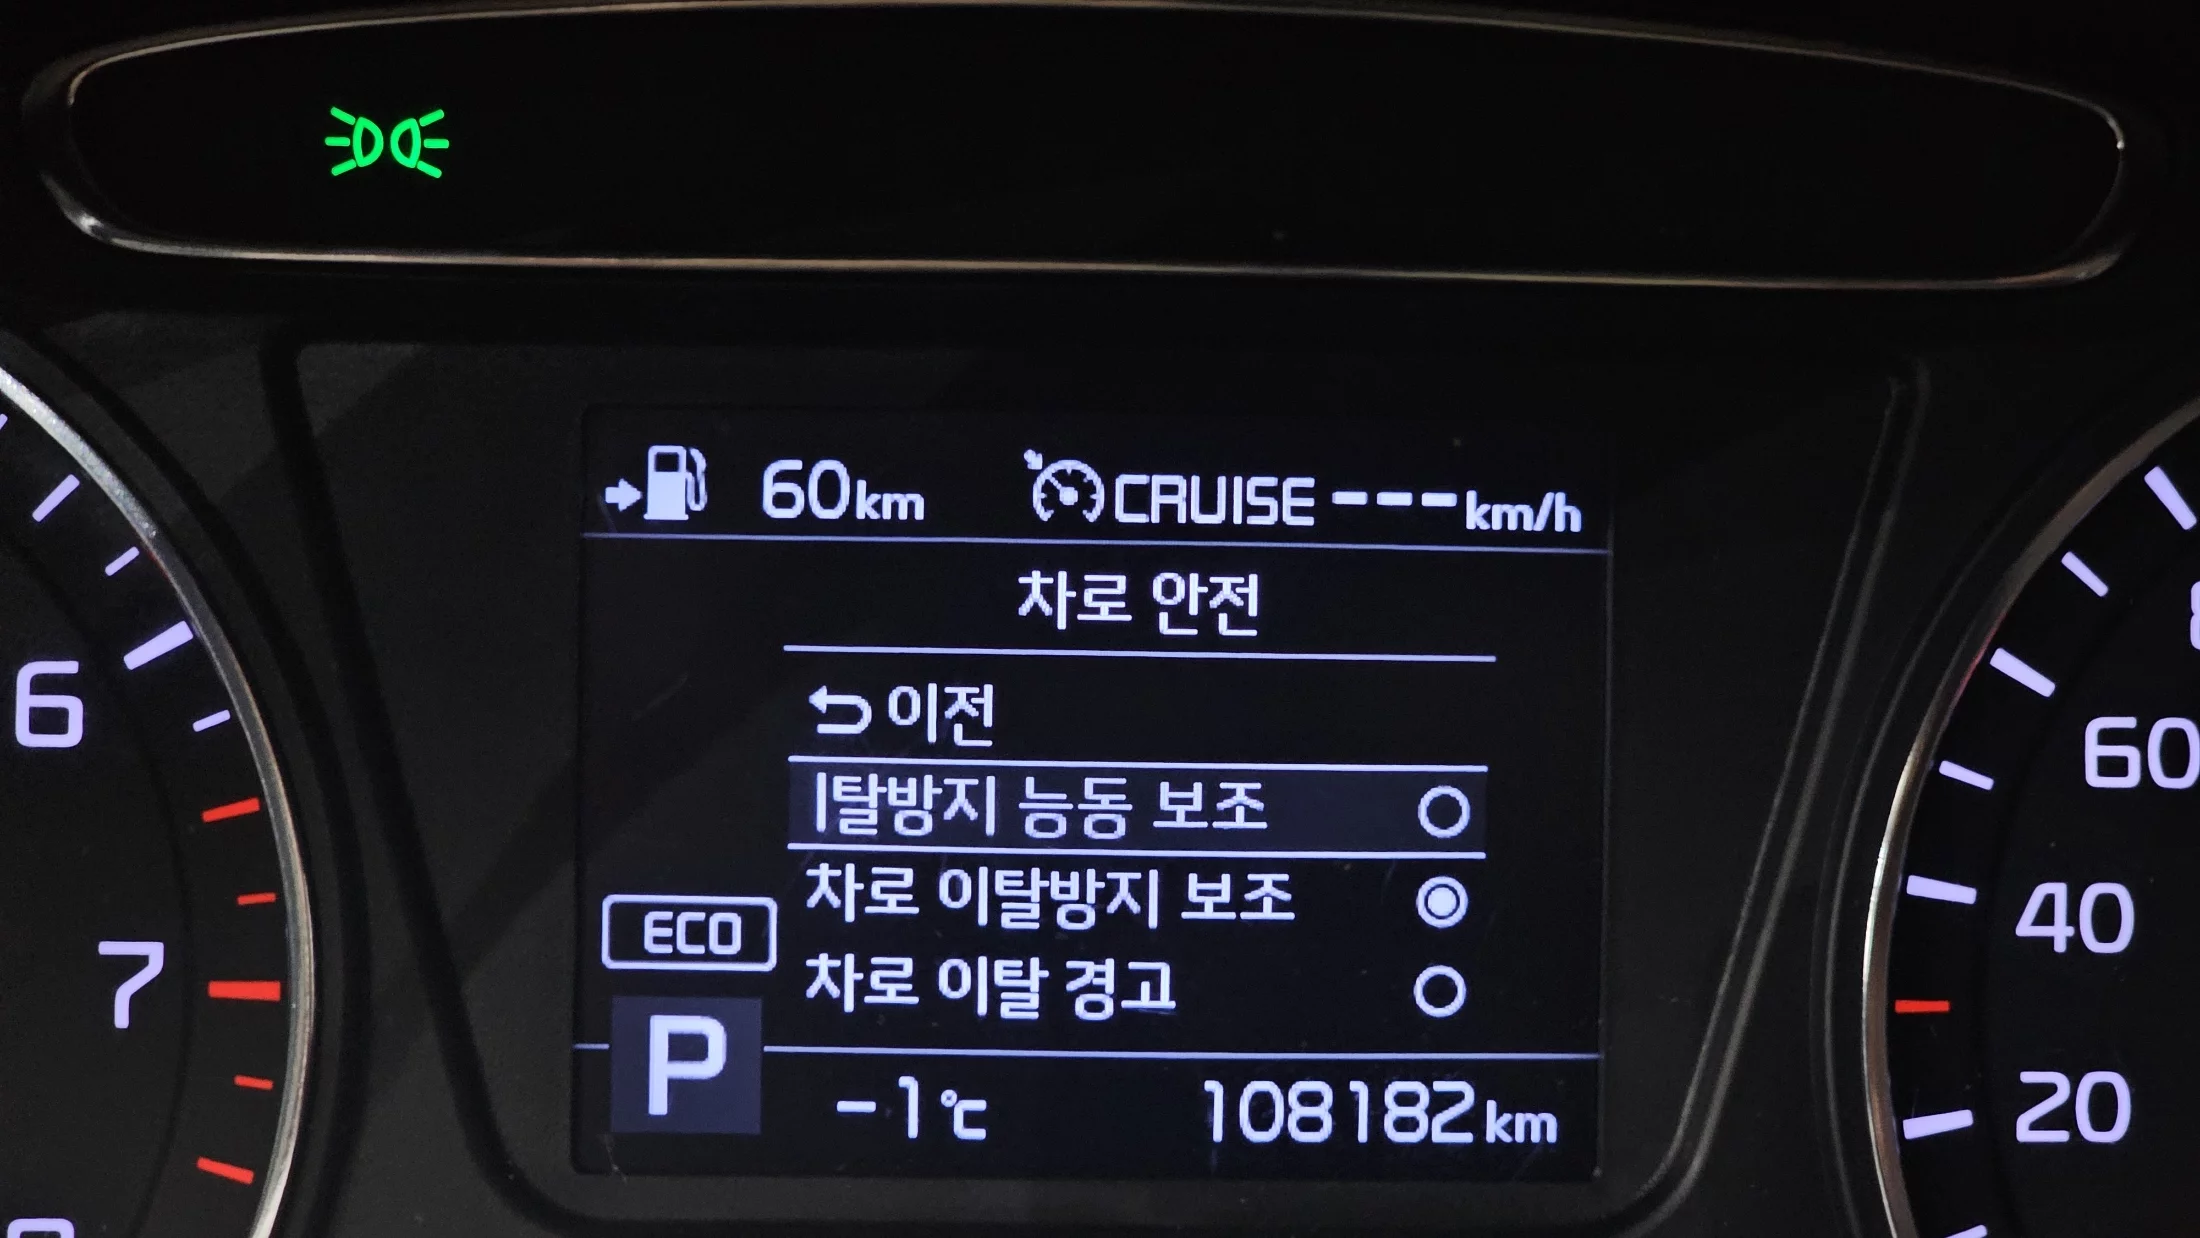 60km CRUISE ---km/h
차로 안전
이전
탈방지 능동 보조
차로 이탈방지 보조
ECO
차로 이탈 경고
P
-1℃ 108182km
6
7
60
40
20